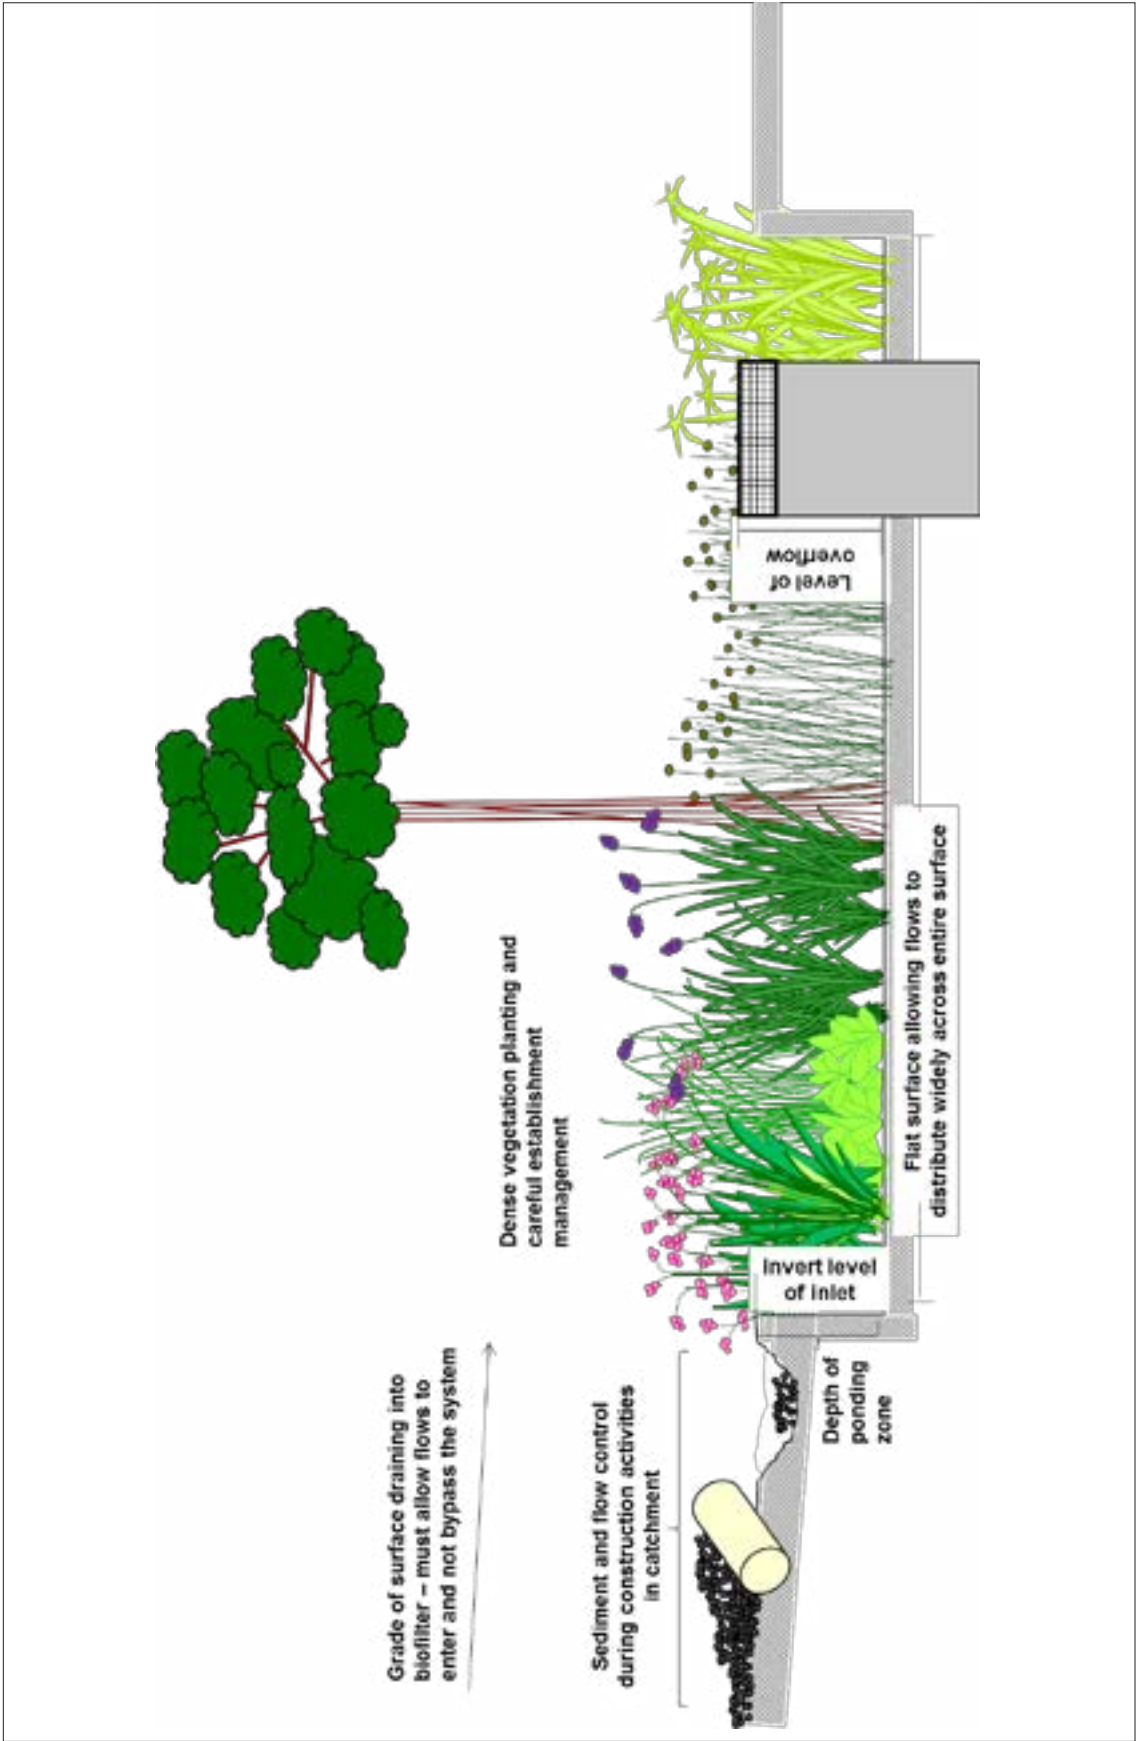 Grade of surface draining into
biofilter – must allow flows to
enter and not bypass the system
Sediment and flow control
during construction activities
in catchment
Dense vegetation planting and
careful establishment
management
Depth of
ponding
zone
Invert level
of inlet
Flat surface allowing flows to
distribute widely across entire surface
Level of
overflow